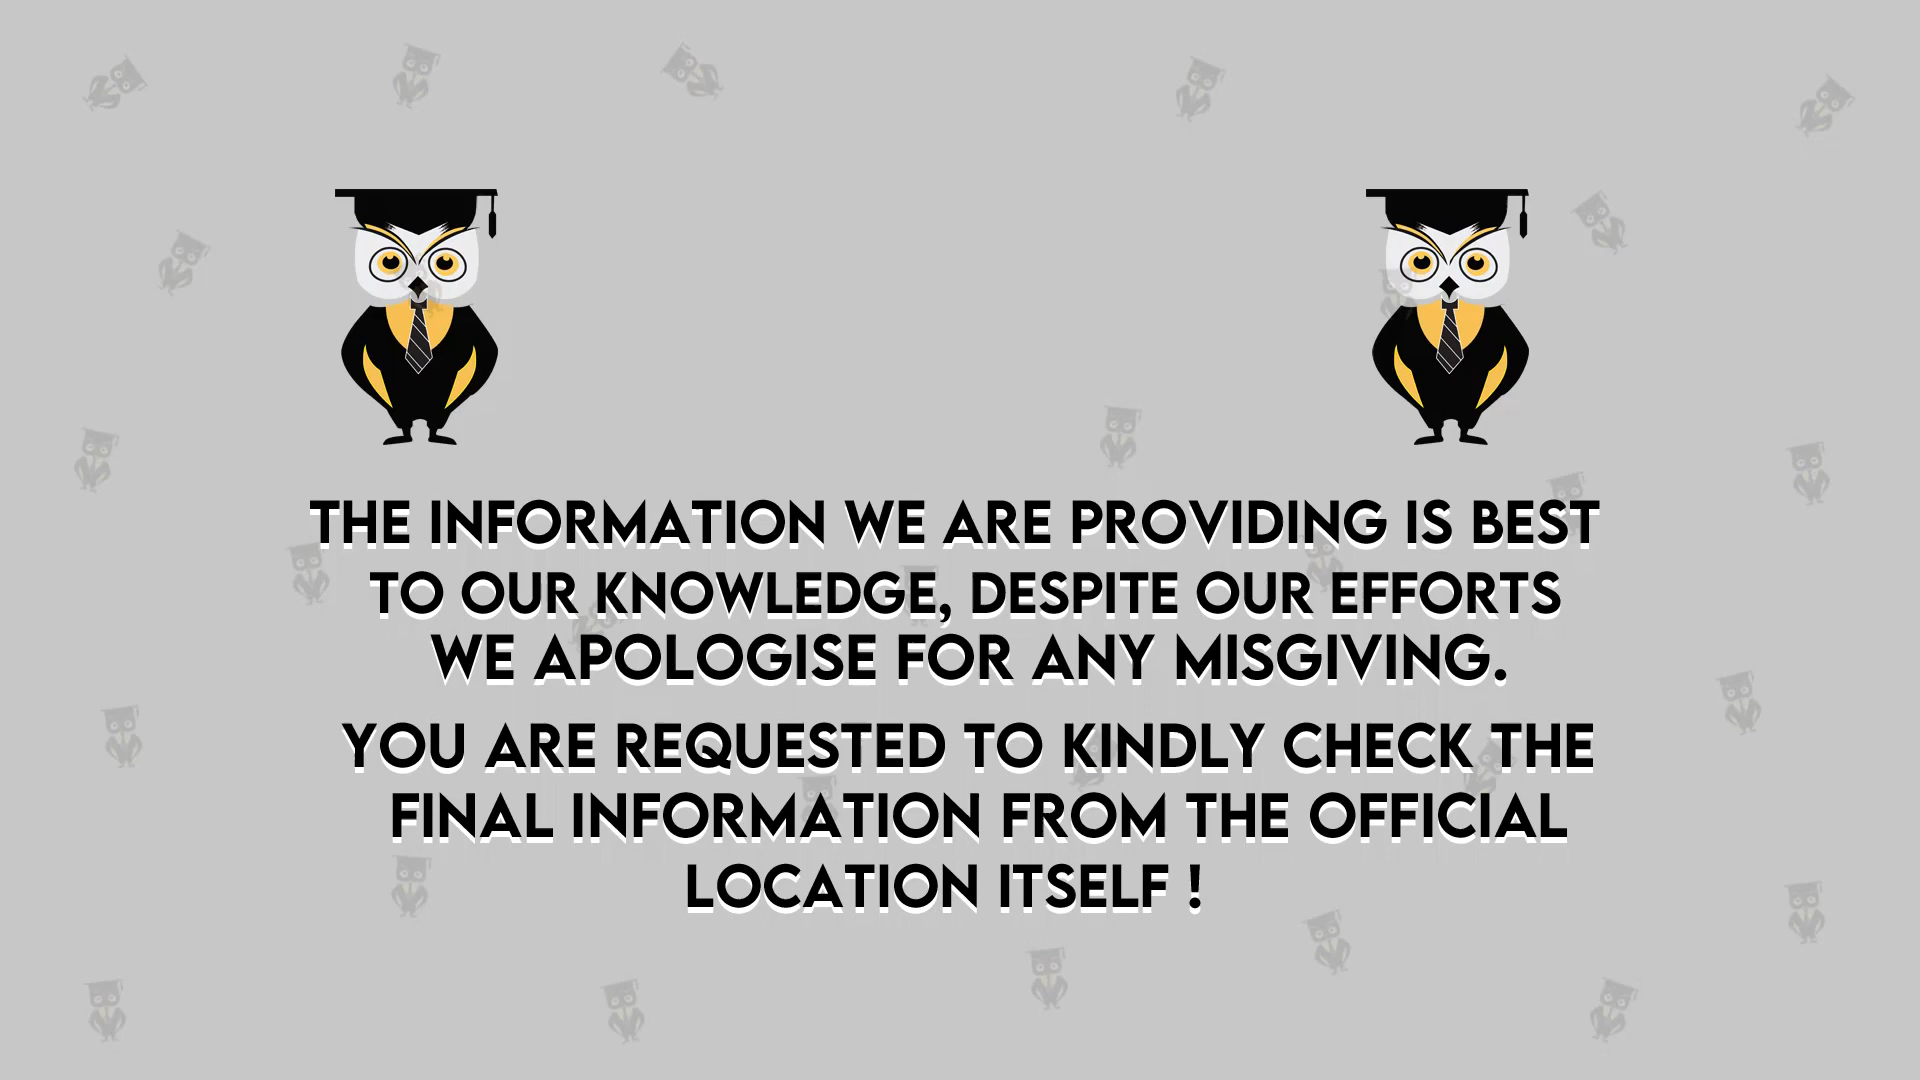 THE INFORMATION WE ARE PROVIDING IS BEST
TO OUR KNOWLEDGE, DESPITE OUR EFFORTS
WE APOLOGISE FOR ANY MISGIVING.
YOU ARE REQUESTED TO KINDLY CHECK THE
FINAL INFORMATION FROM THE OFFICIAL
LOCATION ITSELF !